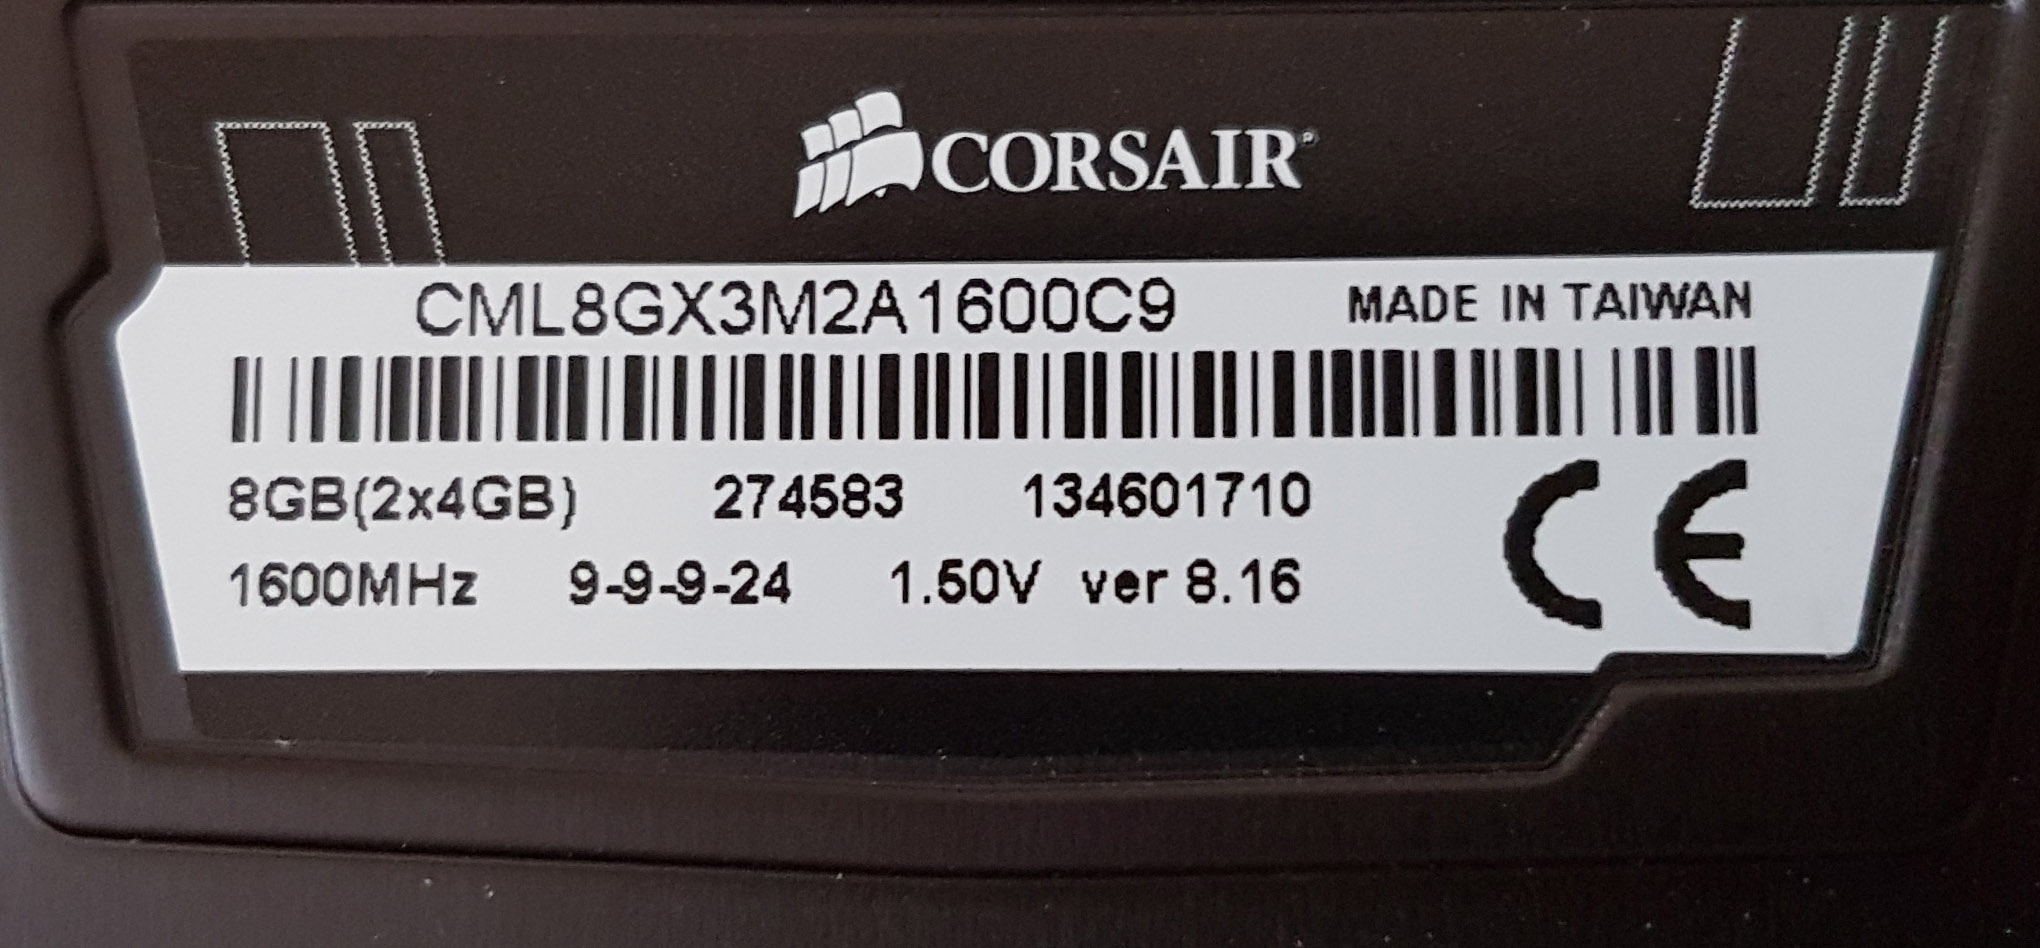 CORSAIR®
CML8GX3M2A1600C9 MADE IN TAIWAN
8GB(2x4GB) 274583 134601710
1600MHz 9-9-9-24 1.50V ver 8.16
CE